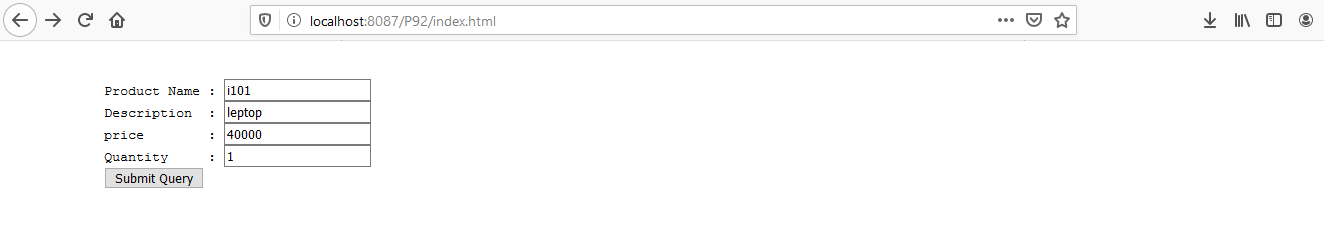 localhost:8087/P92/index.html
Product Name : i101
Description : leptop
price : 40000
Quantity : 1
Submit Query